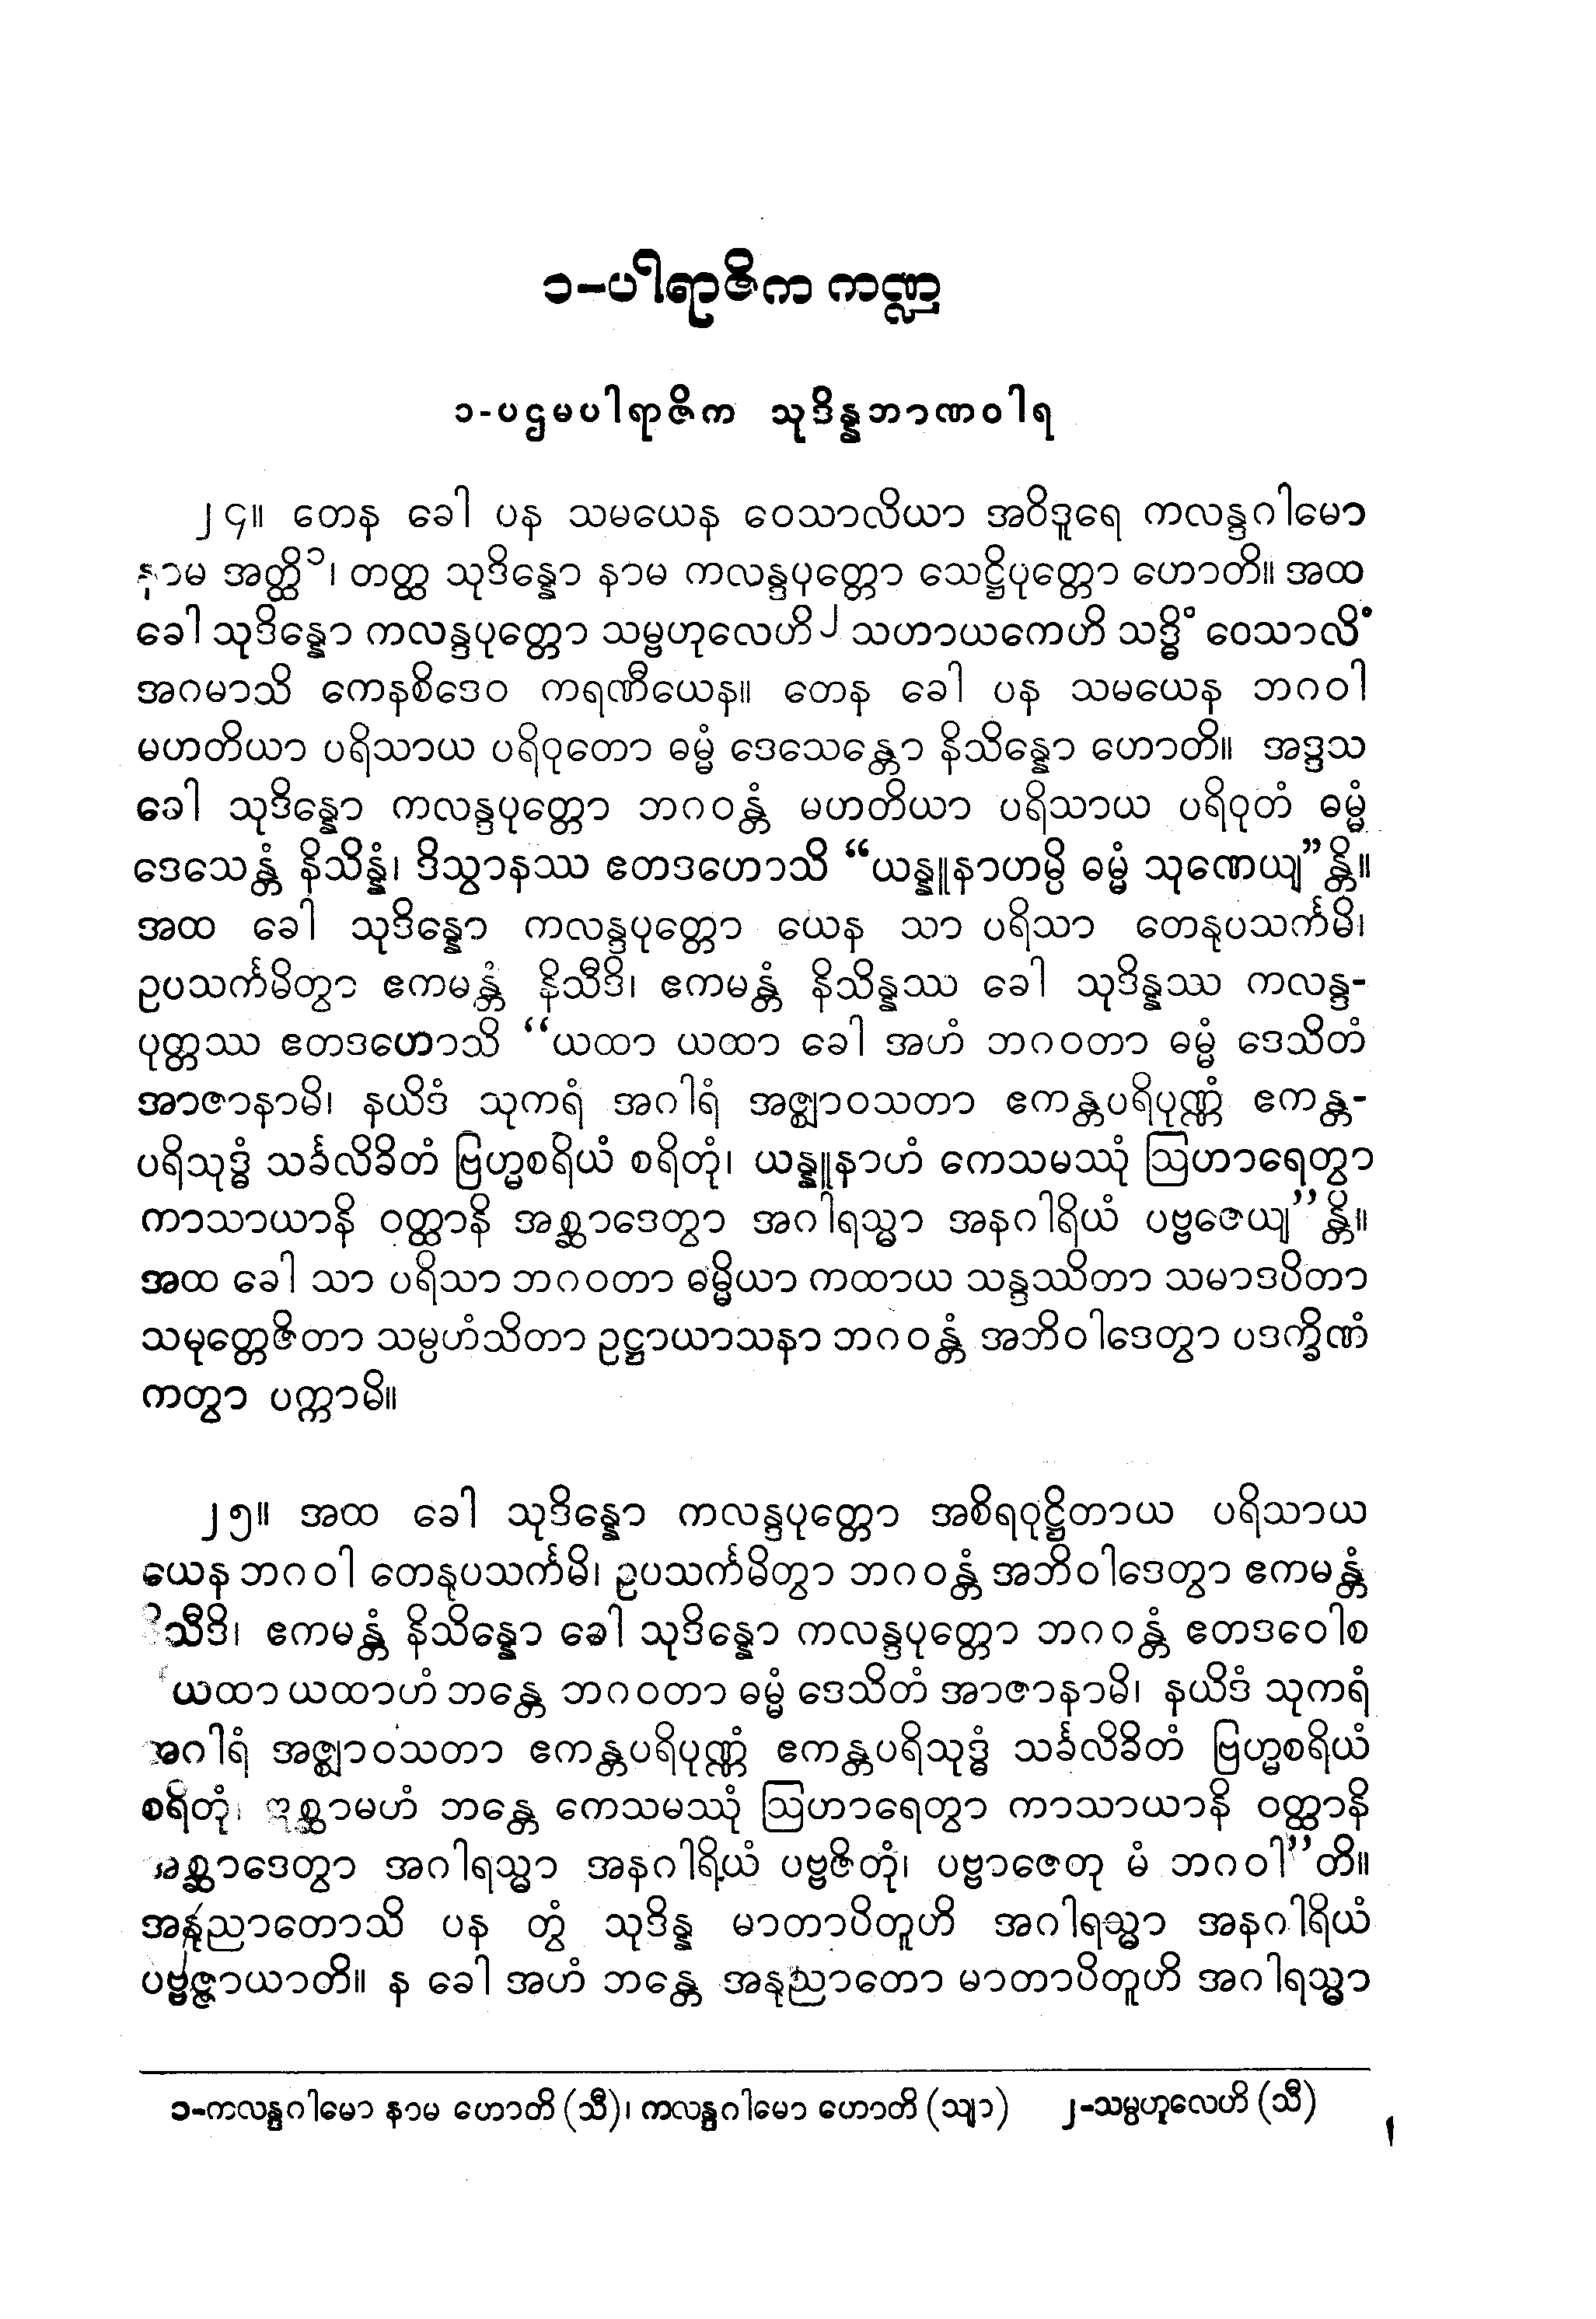 ၁–ပါရာဇိက ကဏ္ဍ
၁-ပဌမပါရာဇိက သုဒိန္နဘာဏဝါရ
၂၄။ တေန ခေါ ပန သမယေန ဝေသာလိယာ အဝိဒူရေ ကလန္ဒဂါမော
နာမ အတ္ထိ၁၊ တတ္ထ သုဒိန္နော နာမ ကလန္ဒပုတ္တော သေဋ္ဌိပုတ္တော ဟောတိ။ အထ
ခေါ သုဒိန္နော ကလန္ဒပုတ္တော သမ္ဗဟုလေဟိ၂ သဟာယကေဟိ သဒ္ဓိံ ဝေသာလိံ
အဂမာသိ ကေနစိဒေဝ ကရဏီယေန။ တေန ခေါ ပန သမယေန ဘဂဝါ
မဟတိယာ ပရိသာယ ပရိဝုတော ဓမ္မံ ဒေသေန္တော နိသိန္နော ဟောတိ။ အဒ္ဒသ
ခေါ သုဒိန္နော ကလန္ဒပုတ္တော ဘဂဝန္တံ မဟတိယာ ပရိသာယ ပရိဝုတံ ဓမ္မံ
ဒေသေန္တံ နိသိန္နံ၊ ဒိသွာနဿ ဧတဒဟောသိ “ယန္နူနာဟမ္ပိ ဓမ္မံ သုဏေယျ”န္တိ။
အထ ခေါ သုဒိန္နော ကလန္ဒပုတ္တော ယေန သာ ပရိသာ တေနုပသင်္ကမိ၊
ဥပသင်္ကမိတွာ ဧကမန္တံ နိသီဒိ၊ ဧကမန္တံ နိသိန္နဿ ခေါ သုဒိန္နဿ ကလန္ဒ-
ပုတ္တဿ ဧတဒဟောသိ “ယထာ ယထာ ခေါ အဟံ ဘဂဝတာ ဓမ္မံ ဒေသိတံ
အာဇာနာမိ၊ နယိဒံ သုကရံ အဂါရံ အဇ္ဈာဝသတာ ဧကန္တပရိပုဏ္ဏံ ဧကန္တ-
ပရိသုဒ္ဓံ သင်္ခလိခိတံ ဗြဟ္မစရိယံ စရိတုံ၊ ယန္နူနာဟံ ကေသမဿုံ ဩဟာရေတွာ
ကာသာယာနိ ဝတ္ထာနိ အစ္ဆာဒေတွာ အဂါရသ္မာ အနဂါရိယံ ပဗ္ဗဇေယျ”န္တိ။
အထ ခေါ သာ ပရိသာ ဘဂဝတာ ဓမ္မိယာ ကထာယ သန္ဒဿိတာ သမာဒပိတာ
သမုတ္တေဇိတာ သမ္ပဟံသိတာ ဥဋ္ဌာယာသနာ ဘဂဝန္တံ အဘိဝါဒေတွာ ပဒက္ခိဏံ
ကတွာ ပက္ကာမိ။
၂၅။ အထ ခေါ သုဒိန္နော ကလန္ဒပုတ္တော အစိရဝုဋ္ဌိတာယ ပရိသာယ
ယေန ဘဂဝါ တေနုပသင်္ကမိ၊ ဥပသင်္ကမိတွာ ဘဂဝန္တံ အဘိဝါဒေတွာ ဧကမန္တံ
နိသီဒိ၊ ဧကမန္တံ နိသိန္နော ခေါ သုဒိန္နော ကလန္ဒပုတ္တော ဘဂဂန္တံ ဧတဒဝေါစ
“ယထာ ယထာဟံ ဘန္တေ ဘဂဝတာ ဓမ္မံ ဒေသိတံ အာဇာနာမိ၊ နယိဒံ သုကရံ
အဂါရံ အဇ္ဈာဝသတာ ဧကန္တပရိပုဏ္ဏံ ဧကန္တပရိသုဒ္ဓံ သင်္ခလိခိတံ ဗြဟ္မစရိယံ
စရိတုံ၊ ဣစ္ဆာမဟံ ဘန္တေ ကေသမဿုံ ဩဟာရေတွာ ကာသာယာနိ ဝတ္ထာနိ
အစ္ဆာဒေတွာ အဂါရသ္မာ အနဂါရိယံ ပဗ္ဗဇိတုံ၊ ပဗ္ဗာဇေတု မံ ဘဂဝါ”တိ။
အနုညာတောသိ ပန တွံ သုဒိန္န မာတာပိတူဟိ အဂါရသ္မာ အနဂါရိယံ
ပဗ္ဗဇ္ဇာယာတိ။ န ခေါ အဟံ ဘန္တေ အနုညာတော မာတာပိတူဟိ အဂါရသ္မာ
၁-ကလန္ဒဂါမော နာမ ဟောတိ (သီ)၊ ကလန္ဒဂါမော ဟောတိ (သျာ) ၂-သမ္ပဟုလေဟိ (သီ)